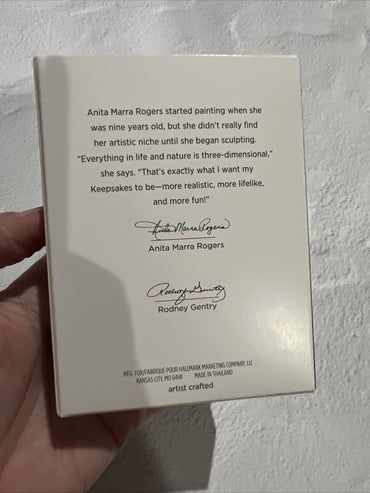 Anita Marra Rogers started painting when she
was nine years old, but she didn't really find
her artistic niche until she began sculpting.
"Everything in life and nature is three-dimensional,"
she says. "That's exactly what I want my
Keepsakes to be—more realistic, more lifelike,
and more fun!"
Anita Marra Rogers
Anita Marra Rogers
Rodney Gentry
Rodney Gentry
MFD. FOR/FABRIQUÉ POUR HALLMARK MARKETING COMPANY, LLC
KANSAS CITY, MO 64141 MADE IN THAILAND
artist crafted